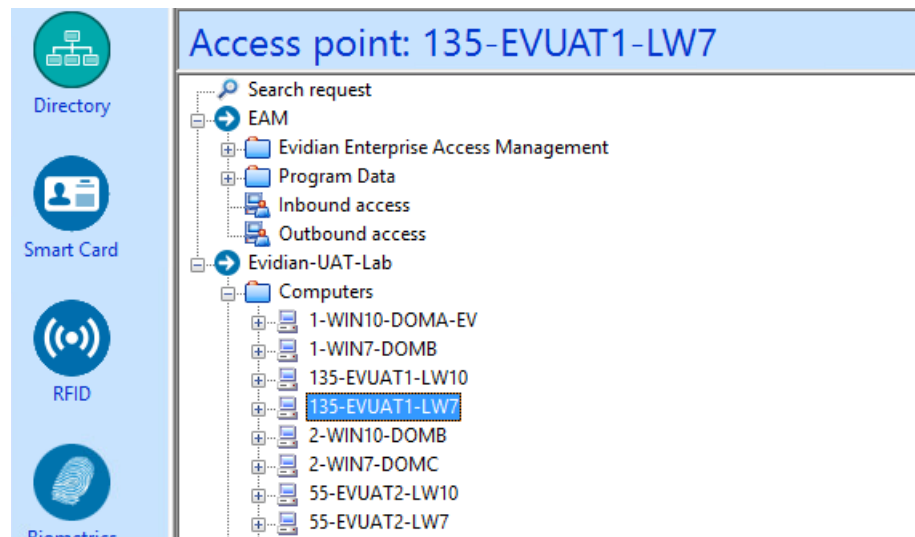 Access point: 135-EVUAT1-LW7
Directory
Smart Card
RFID
Biometrics
Search request
EAM
Evidian Enterprise Access Management
Program Data
Inbound access
Outbound access
Evidian-UAT-Lab
Computers
1-WIN10-DOMA-EV
1-WIN7-DOMB
135-EVUAT1-LW10
135-EVUAT1-LW7
2-WIN10-DOMB
2-WIN7-DOMC
55-EVUAT2-LW10
55-EVUAT2-LW7